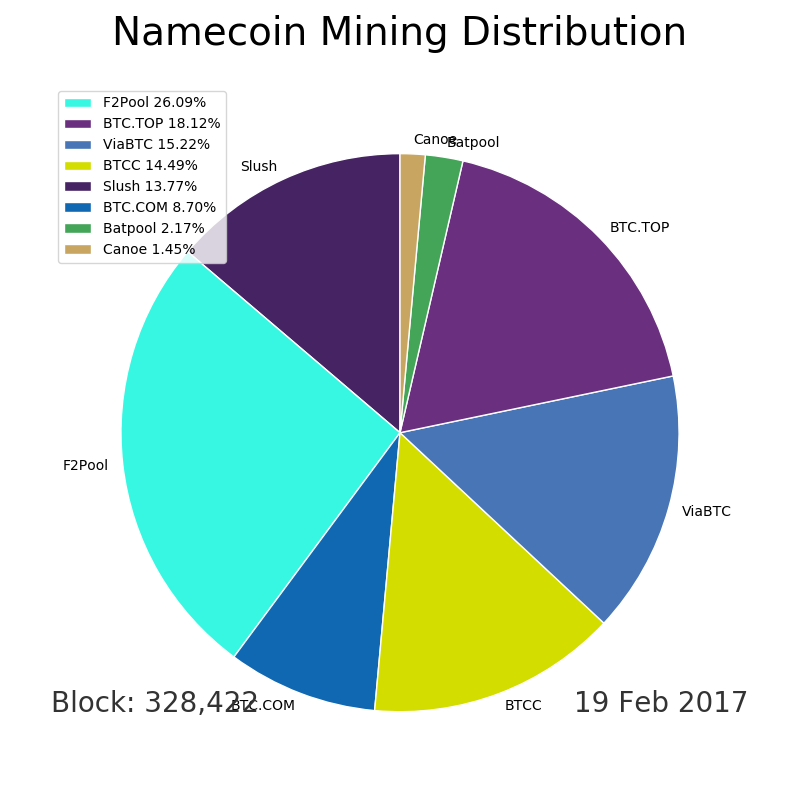 Namecoin Mining Distribution
F2Pool 26.09%
BTC.TOP 18.12%
ViaBTC 15.22%
BTCC 14.49%
Slush 13.77%
BTC.COM 8.70%
Batpool 2.17%
Canoe 1.45%
Canoe
Batpool
Slush
BTC.TOP
F2Pool
ViaBTC
Block: 328,422
BTC.COM
BTCC
19 Feb 2017